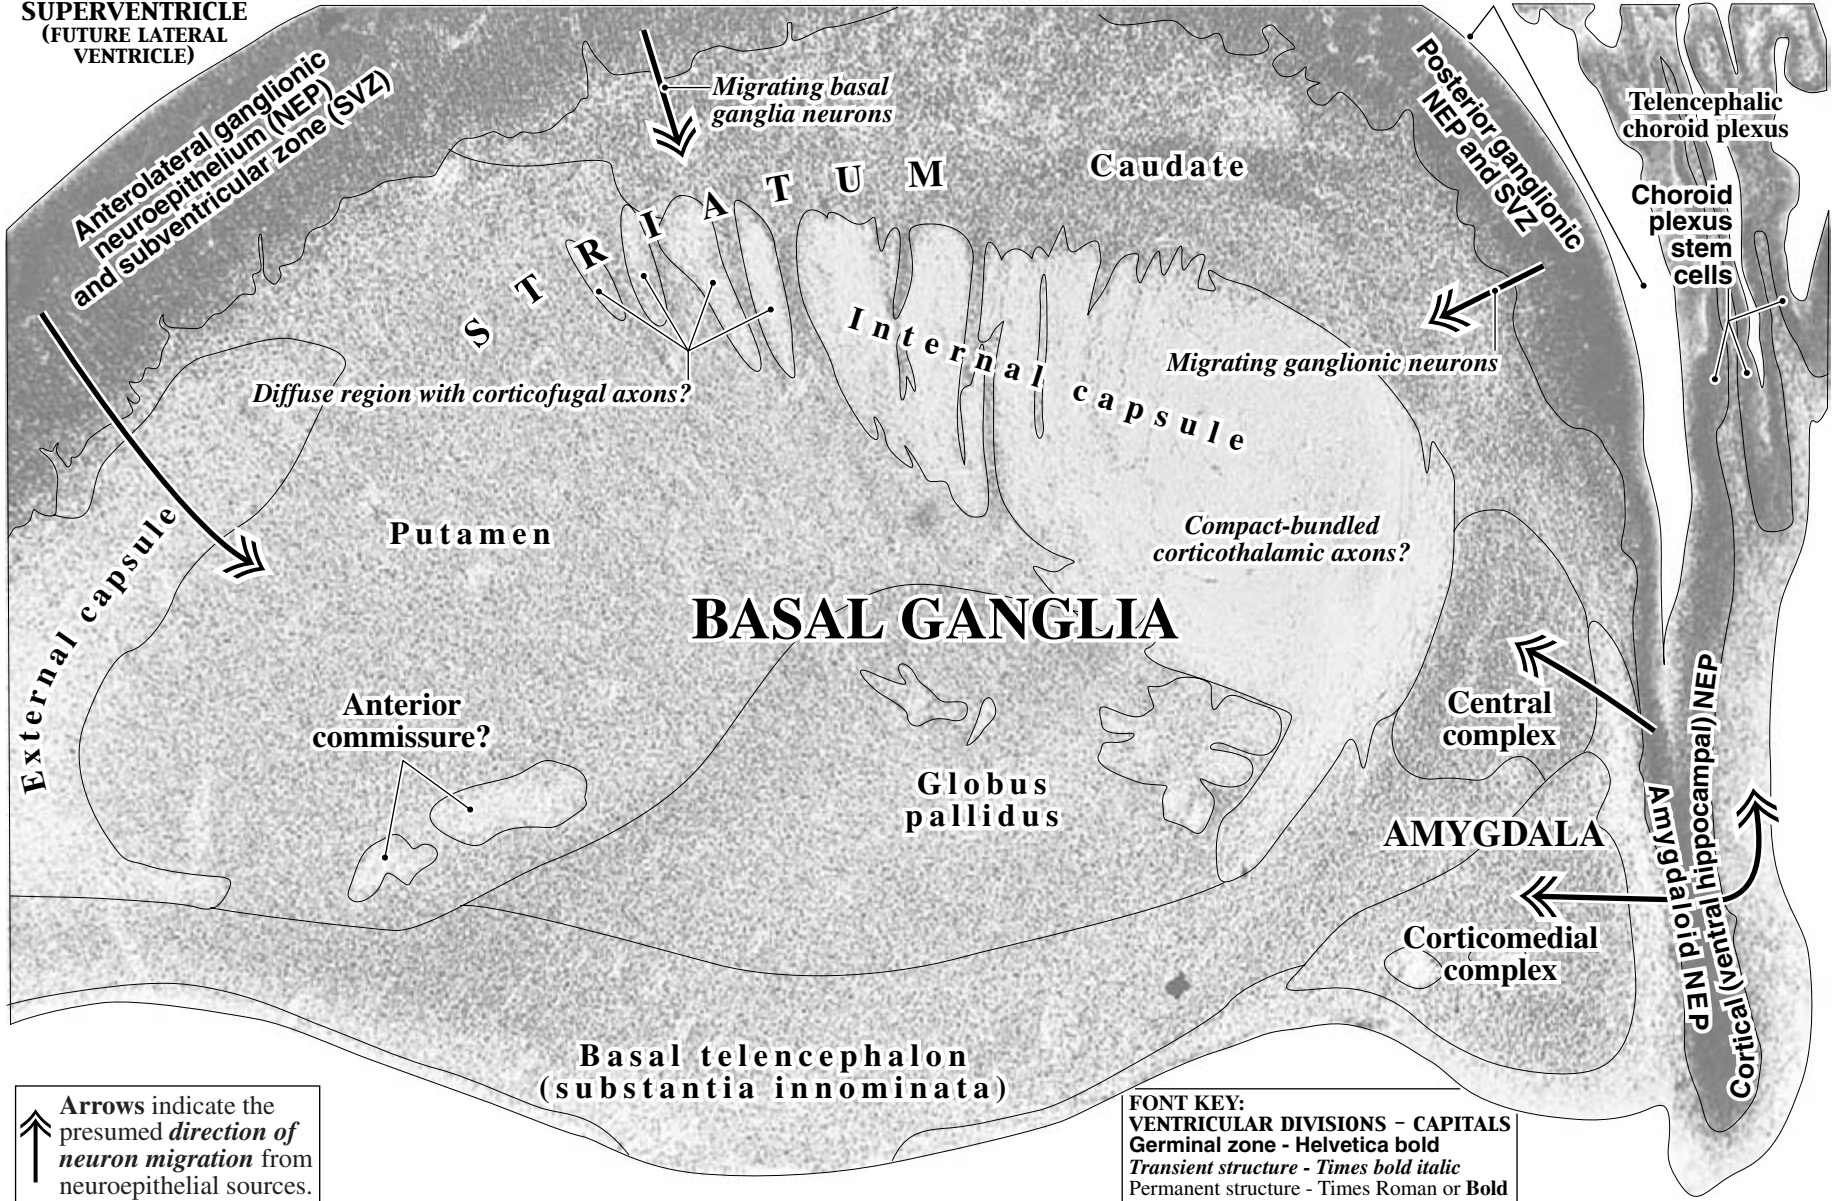 SUPERVENTRICLE
(FUTURE LATERAL
VENTRICLE)
Anterolateral ganglionic
neuroepithelium (NEP)
and subventricular zone (SVZ)
Migrating basal
ganglia neurons
Posterior ganglionic
NEP and SVZ
Telencephalic
choroid plexus
Choroid
plexus
stem
cells
STRIATUM
Caudate
Internal capsule
Migrating ganglionic neurons
Diffuse region with corticofugal axons?
External capsule
Putamen
Compact-bundled
corticothalamic axons?
BASAL GANGLIA
Anterior
commissure?
Globus
pallidus
Central
complex
AMYGDALA
Corticomedial
complex
Amygdaloid NEP
Cortical (ventral hippocampal) NEP
Basal telencephalon
(substantia innominata)
Arrows indicate the
presumed direction of
neuron migration from
neuroepithelial sources.
FONT KEY:
VENTRICULAR DIVISIONS – CAPITALS
Germinal zone - Helvetica bold
Transient structure - Times bold italic
Permanent structure - Times Roman or Bold